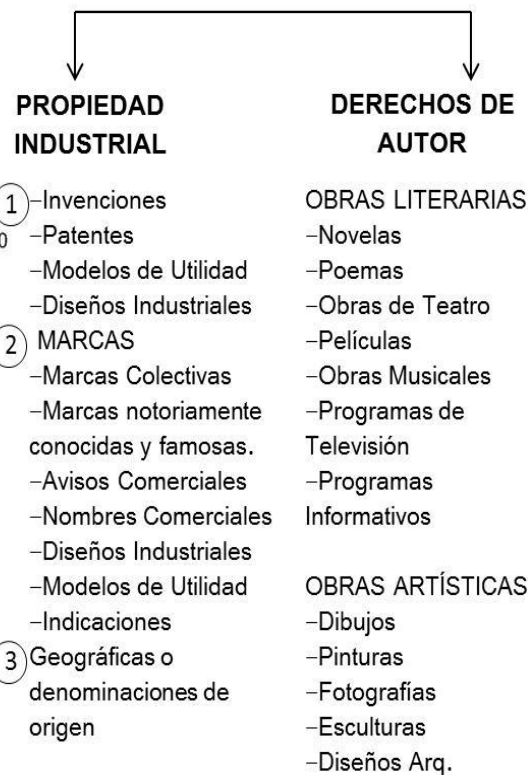 PROPIEDAD
INDUSTRIAL
1 –Invenciones
0 –Patentes
–Modelos de Utilidad
–Diseños Industriales
2 MARCAS
–Marcas Colectivas
–Marcas notoriamente
conocidas y famosas.
–Avisos Comerciales
–Nombres Comerciales
–Diseños Industriales
–Modelos de Utilidad
–Indicaciones
3 Geográficas o
denominaciones de
origen
DERECHOS DE
AUTOR
OBRAS LITERARIAS
–Novelas
–Poemas
–Obras de Teatro
–Películas
–Obras Musicales
–Programas de
Televisión
–Programas
Informativos
OBRAS ARTÍSTICAS
–Dibujos
–Pinturas
–Fotografías
–Esculturas
–Diseños Arq.